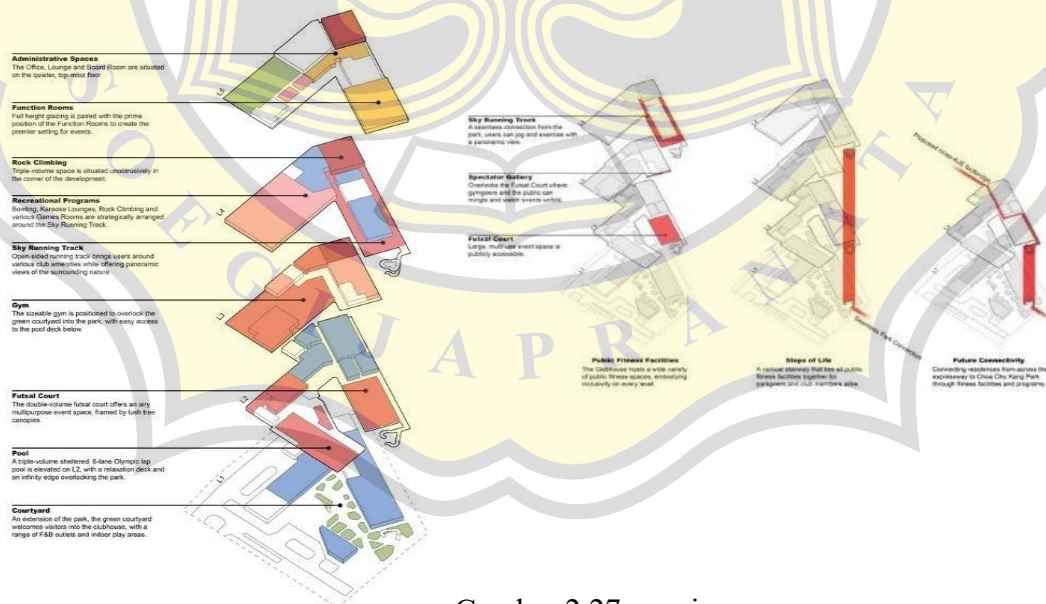 Administrative Spaces
The Office, Lounge and Board Room are situated
on the quieter, top-most floor.
Function Rooms
Full height glazing is paired with the prime
position of the Function Rooms to create the
premier setting for events.
Rock Climbing
Triple-volume space is situated unobtrusively in
the corner of the development.
Recreational Programs
Bowling, Karaoke Lounges, Rock Climbing and
various Games Rooms are strategically arranged
around the Sky Running Track.
Sky Running Track
Open-sided running track brings users around
various club amenities while offering panoramic
views of the surrounding nature
Gym
The sizeable gym is positioned to overlook the
green courtyard into the park, with easy access
to the pool deck below
Futsal Court
The double-volume futsal court offers an airy
multipurpose event space, framed by lush tree
canopies
Pool
A triple-volume sheltered, 6-lane Olympic lap
pool is elevated on L2, with a relaxation deck and
an infinity edge overlooking the park.
Courtyard
An extension of the park, the green courtyard
welcomes visitors into the clubhouse, with a
range of F&B outlets and indoor play areas.
L5
L4
L3
L2
L1
Sky Running Track
A seamless connection from the
park, users can jog and exercise with
a panoramic view.
Spectator Gallery
Overlooks the Futsal Court where
gymgoers and the public can
mingle and watch events unfold.
Futsal Court
Large, multi-use event space is
publicly accessible.
Public Fitness Facilities
The Clubhouse hosts a wide variety
of public fitness spaces, embodying
inclusivity on every level.
Seamless Park Connection
Steps of Life
A vertical stairway that ties all public
fitness facilities together for
parkgoers and club members alike
Proposed cross-KJE footbridge
Future Connectivity
Connecting residences from across the
expressway to Choa Chu Kang Park
through fitness facilities and programs.
SOEGIJAPRANATA
Gambar 2.27